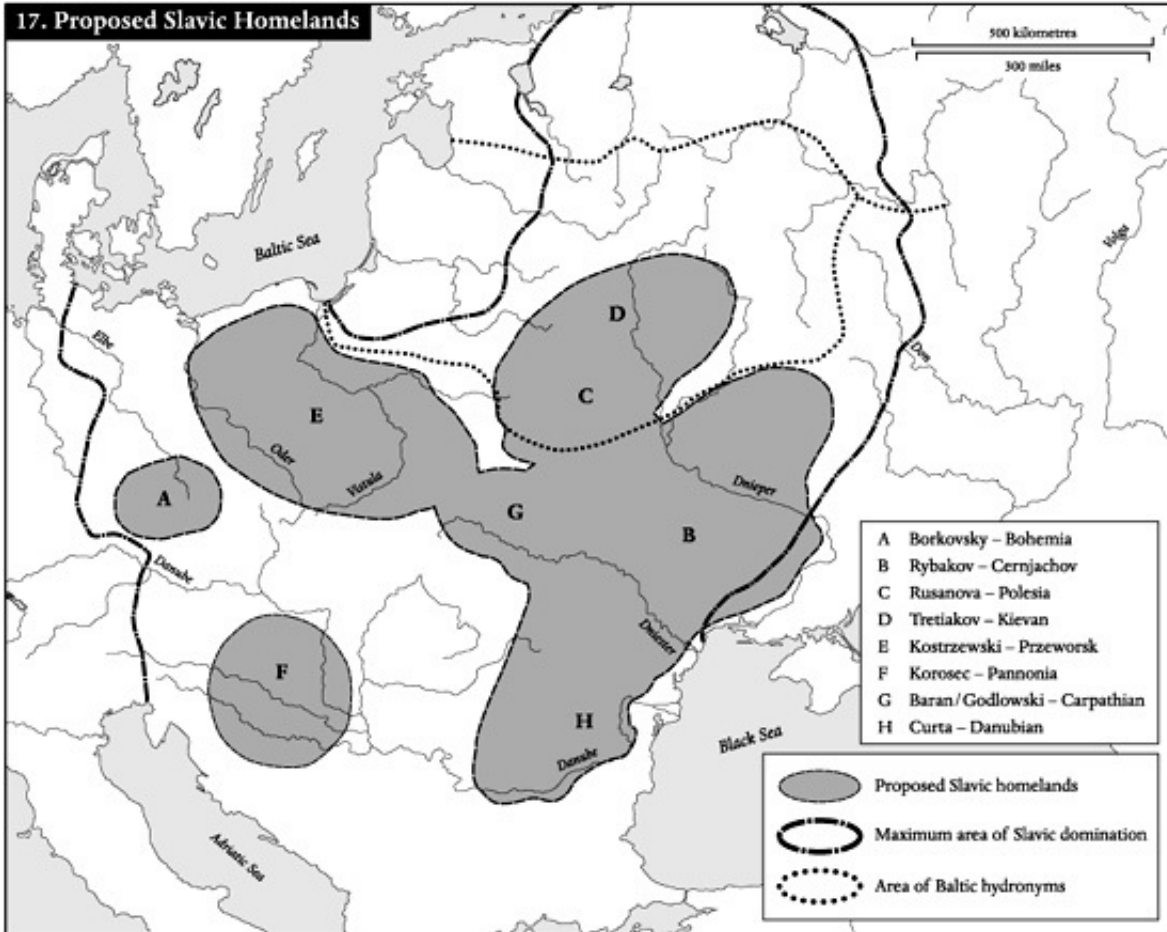 17. Proposed Slavic Homelands
500 kilometres
300 miles
Baltic Sea
Volga
Elbe
D
Don
C
E
Oder
Vistula
A
Dnieper
G
B
Danube
Dniester
F
H
Danube
Black Sea
Adriatic Sea
A Borkovsky – Bohemia
B Rybakov – Cernjachov
C Rusanova – Polesia
D Tretiakov – Kievan
E Kostrzewski – Przeworsk
F Korosec – Pannonia
G Baran/Godlowski – Carpathian
H Curta – Danubian
Proposed Slavic homelands
Maximum area of Slavic domination
Area of Baltic hydronyms